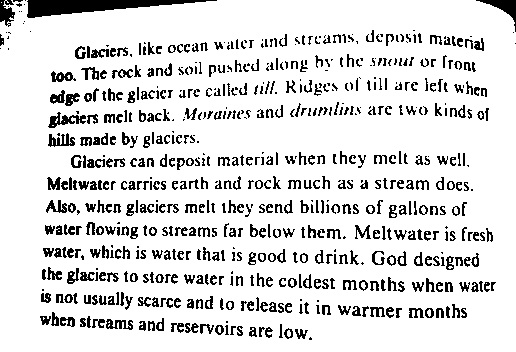 Glaciers, like ocean water and streams, deposit material
too. The rock and soil pushed along by the snout or front
edge of the glacier are called till. Ridges of till are left when
glaciers melt back. Moraines and drumlins are two kinds of
hills made by glaciers.
Glaciers can deposit material when they melt as well.
Meltwater carries earth and rock much as a stream does.
Also, when glaciers melt they send billions of gallons of
water flowing to streams far below them. Meltwater is fresh
water, which is water that is good to drink. God designed
the glaciers to store water in the coldest months when water
is not usually scarce and to release it in warmer months
when streams and reservoirs are low.